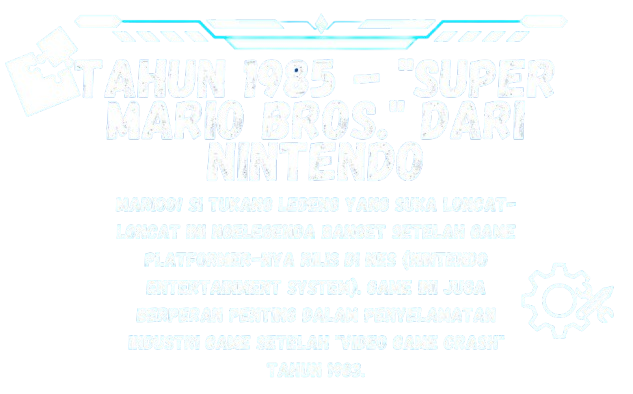 TAHUN 1985 - "SUPER
MARIO BROS." DARI
NINTENDO
MARIOO! SI TUKANG LEDENG YANG SUKA LONCAT-
LONCAT INI NGELEGENDA BANGET SETELAH GAME
PLATFORMER-NYA RILIS DI NES (NINTENDO
ENTERTAINMENT SYSTEM). GAME INI JUGA
BERPERAN PENTING DALAM PENYELAMATAN
INDUSTRI GAME SETELAH "VIDEO GAME CRASH"
TAHUN 1983.